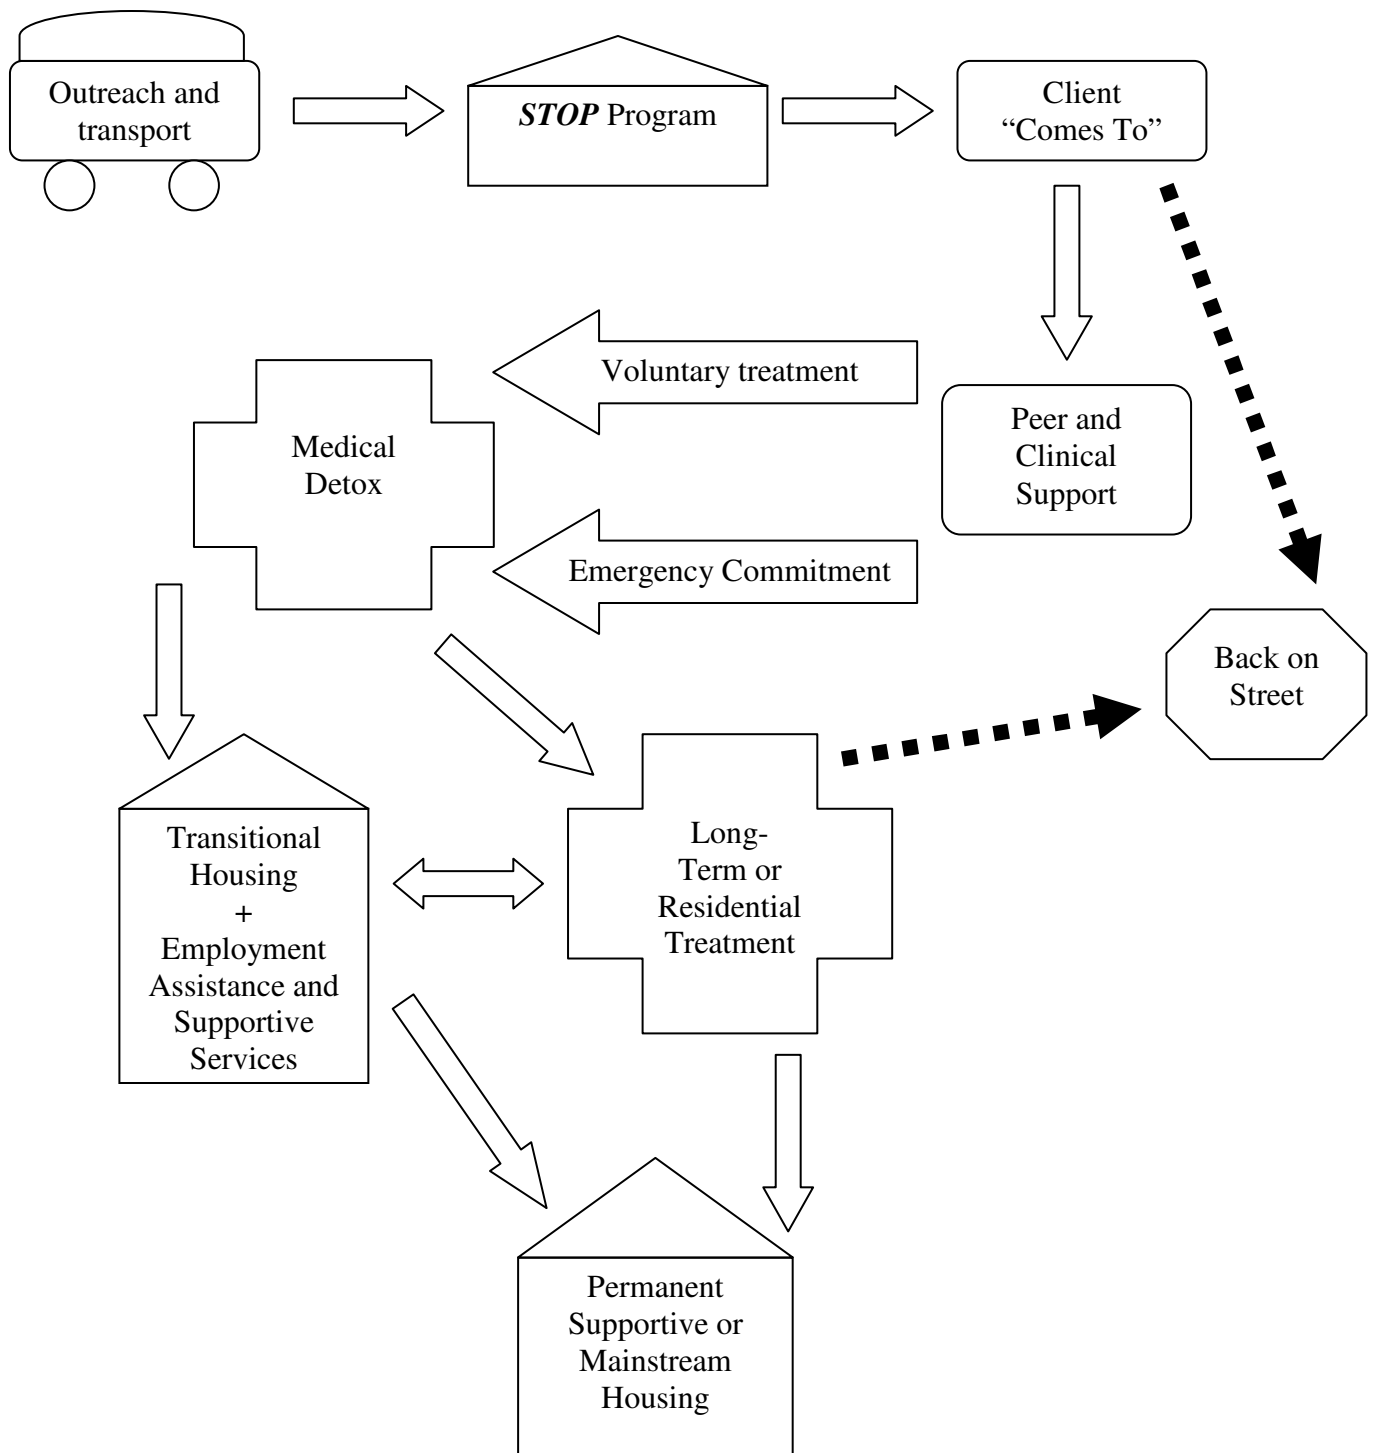 Outreach and
transport
STOP Program
Client
“Comes To”
Voluntary treatment
Peer and
Clinical
Support
Medical
Detox
Emergency Commitment
Back on
Street
Transitional
Housing
+
Employment
Assistance and
Supportive
Services
Long-
Term or
Residential
Treatment
Permanent
Supportive or
Mainstream
Housing